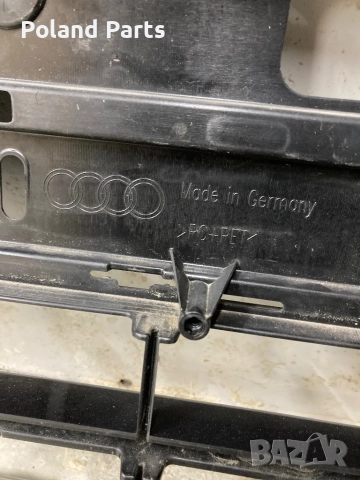 Poland Parts
Made in Germany
>PC+PET<
BAZAR